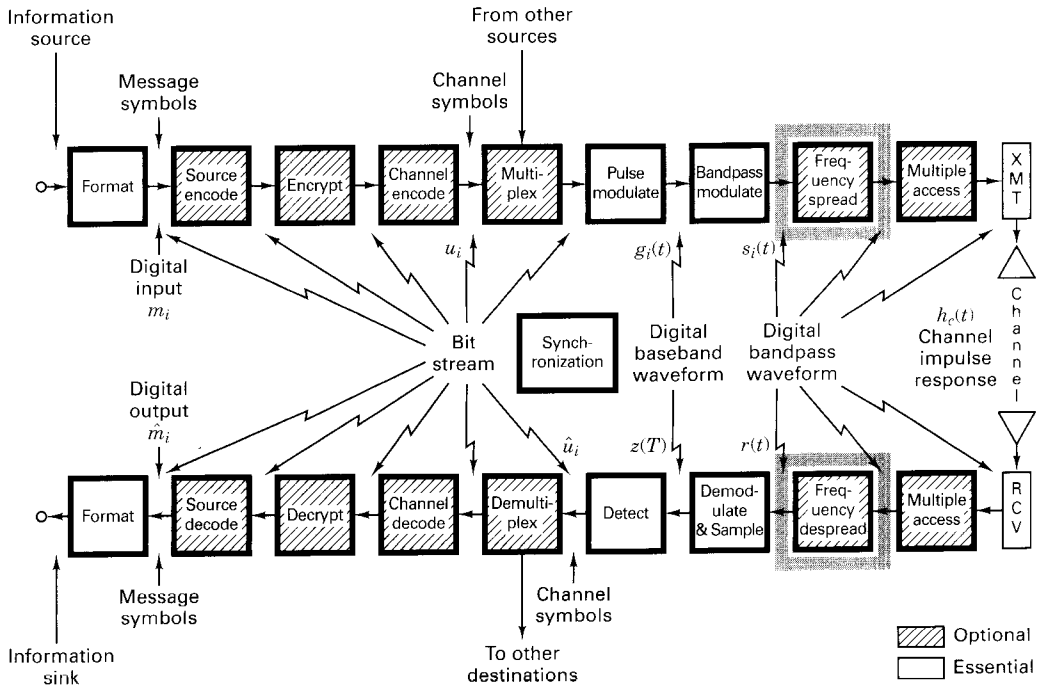 Information
source
From other
sources
Message
symbols
Channel
symbols
Format
Source
encode
Encrypt
Channel
encode
Multi-
plex
Pulse
modulate
Bandpass
modulate
Freq-
uency
spread
Multiple
access
X
M
T
Digital
input
m_i
u_i
g_i(t)
s_i(t)
Bit
stream
Synch-
ronization
Digital
baseband
waveform
Digital
bandpass
waveform
h_c(t)
Channel
impulse
response
C
h
a
n
n
e
l
Digital
output
m̂_i
û_i
z(T)
r(t)
Format
Source
decode
Decrypt
Channel
decode
Demulti-
plex
Detect
Demod-
ulate
& Sample
Freq-
uency
despread
Multiple
access
R
C
V
Message
symbols
Channel
symbols
Information
sink
To other
destinations
Optional
Essential